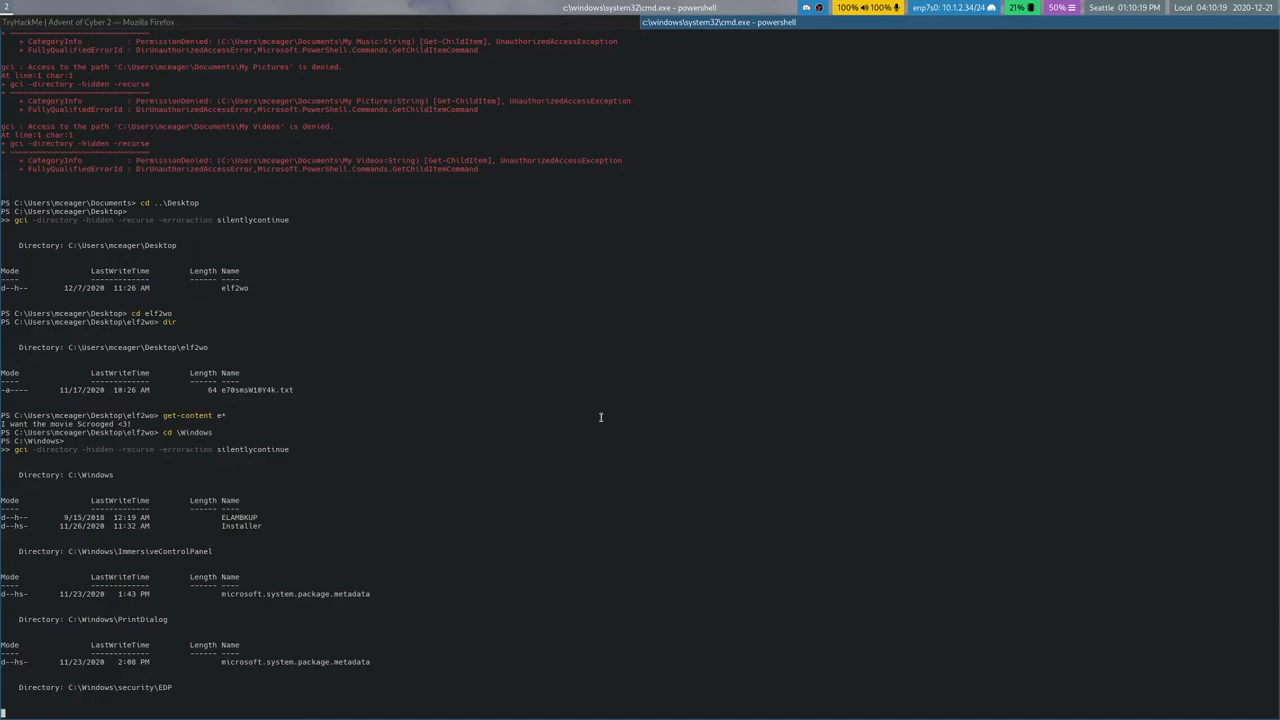 2
c:\windows\system32\cmd.exe - powershell
100% 100%
enp7s0: 10.1.2.34/24
21%
50%
Seattle 01:10:19 PM
Local 04:10:19
2020-12-21
TryHackMe | Advent of Cyber 2 — Mozilla Firefox
c:\windows\system32\cmd.exe - powershell
+ ~~~~~~~~~~~~~~~~~~~~~~~~~~~~~
+ CategoryInfo : PermissionDenied: (C:\Users\mceager\Documents\My Music:String) [Get-ChildItem], UnauthorizedAccessException
+ FullyQualifiedErrorId : DirUnauthorizedAccessError,Microsoft.PowerShell.Commands.GetChildItemCommand
gci : Access to the path 'C:\Users\mceager\Documents\My Pictures' is denied.
At line:1 char:1
+ gci -directory -hidden -recurse
+ ~~~~~~~~~~~~~~~~~~~~~~~~~~~~~
+ CategoryInfo : PermissionDenied: (C:\Users\mceager\Documents\My Pictures:String) [Get-ChildItem], UnauthorizedAccessException
+ FullyQualifiedErrorId : DirUnauthorizedAccessError,Microsoft.PowerShell.Commands.GetChildItemCommand
gci : Access to the path 'C:\Users\mceager\Documents\My Videos' is denied.
At line:1 char:1
+ gci -directory -hidden -recurse
+ ~~~~~~~~~~~~~~~~~~~~~~~~~~~~~
+ CategoryInfo : PermissionDenied: (C:\Users\mceager\Documents\My Videos:String) [Get-ChildItem], UnauthorizedAccessException
+ FullyQualifiedErrorId : DirUnauthorizedAccessError,Microsoft.PowerShell.Commands.GetChildItemCommand
PS C:\Users\mceager\Documents> cd ..\Desktop
PS C:\Users\mceager\Desktop>
>> gci -directory -hidden -recurse -erroraction silentlycontinue
Directory: C:\Users\mceager\Desktop
Mode LastWriteTime Length Name
---- ------------- ------ ----
d--h-- 12/7/2020 11:26 AM elf2wo
PS C:\Users\mceager\Desktop> cd elf2wo
PS C:\Users\mceager\Desktop\elf2wo> dir
Directory: C:\Users\mceager\Desktop\elf2wo
Mode LastWriteTime Length Name
---- ------------- ------ ----
-a---- 11/17/2020 10:26 AM 64 e70smsW10Y4k.txt
PS C:\Users\mceager\Desktop\elf2wo> get-content e*
I want the movie Scrooged <3!
PS C:\Users\mceager\Desktop\elf2wo> cd \Windows
PS C:\Windows>
>> gci -directory -hidden -recurse -erroraction silentlycontinue
Directory: C:\Windows
Mode LastWriteTime Length Name
---- ------------- ------ ----
d--h-- 9/15/2018 12:19 AM ELAMBKUP
d--hs- 11/26/2020 11:32 AM Installer
Directory: C:\Windows\ImmersiveControlPanel
Mode LastWriteTime Length Name
---- ------------- ------ ----
d--hs- 11/23/2020 1:43 PM microsoft.system.package.metadata
Directory: C:\Windows\PrintDialog
Mode LastWriteTime Length Name
---- ------------- ------ ----
d--hs- 11/23/2020 2:08 PM microsoft.system.package.metadata
Directory: C:\Windows\security\EDP